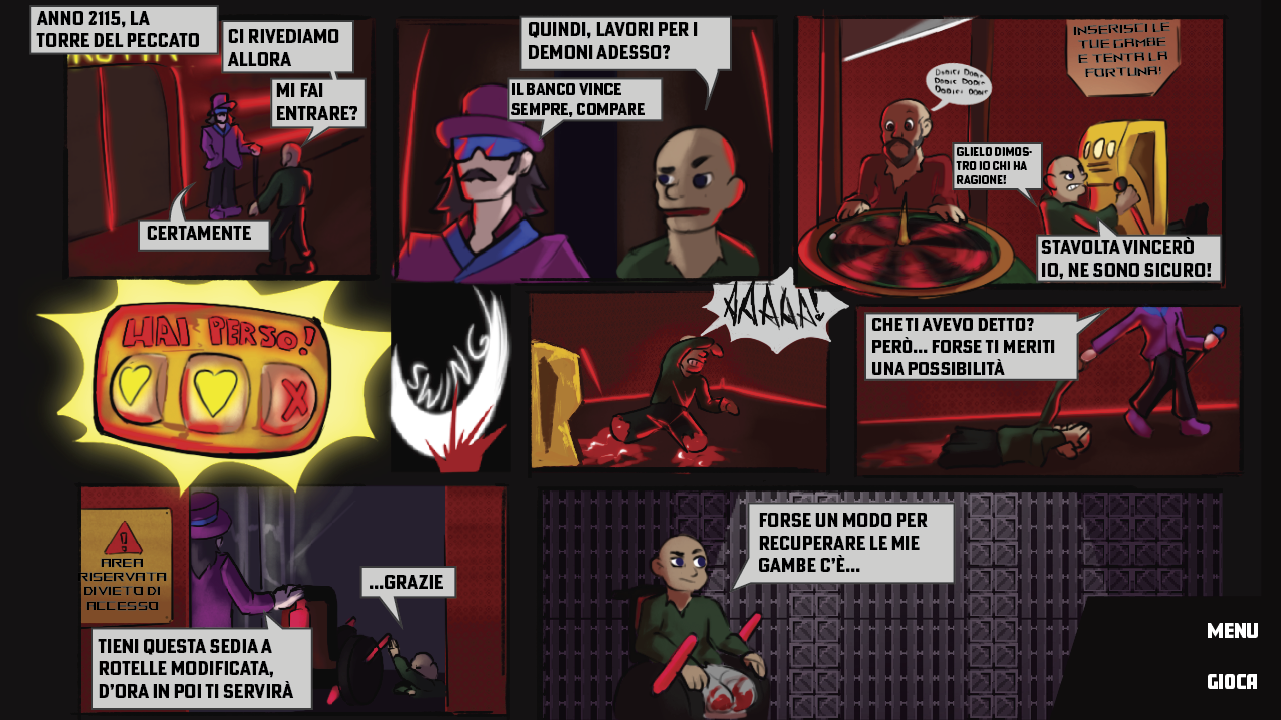 ANNO 2115, LA
TORRE DEL PECCATO
CI RIVEDIAMO
ALLORA
MI FAI
ENTRARE?
CERTAMENTE
QUINDI, LAVORI PER I
DEMONI ADESSO?
IL BANCO VINCE
SEMPRE, COMPARE
INSERISCI LE
TUE GAMBE
E TENTA LA
FORTUNA!
GLIELO DIMOS-
TRO IO CHI HA
RAGIONE!
STAVOLTA VINCERÒ
IO, NE SONO SICURO!
HAI PERSO!
SWING
AAAAA!
CHE TI AVEVO DETTO?
PERÒ... FORSE TI MERITI
UNA POSSIBILITÀ
AREA
RISERVATA
DIVIETO DI
ALLESSO
...GRAZIE
TIENI QUESTA SEDIA A
ROTELLE MODIFICATA,
D'ORA IN POI TI SERVIRÀ
FORSE UN MODO PER
RECUPERARE LE MIE
GAMBE C'È...
MENU
GIOCA